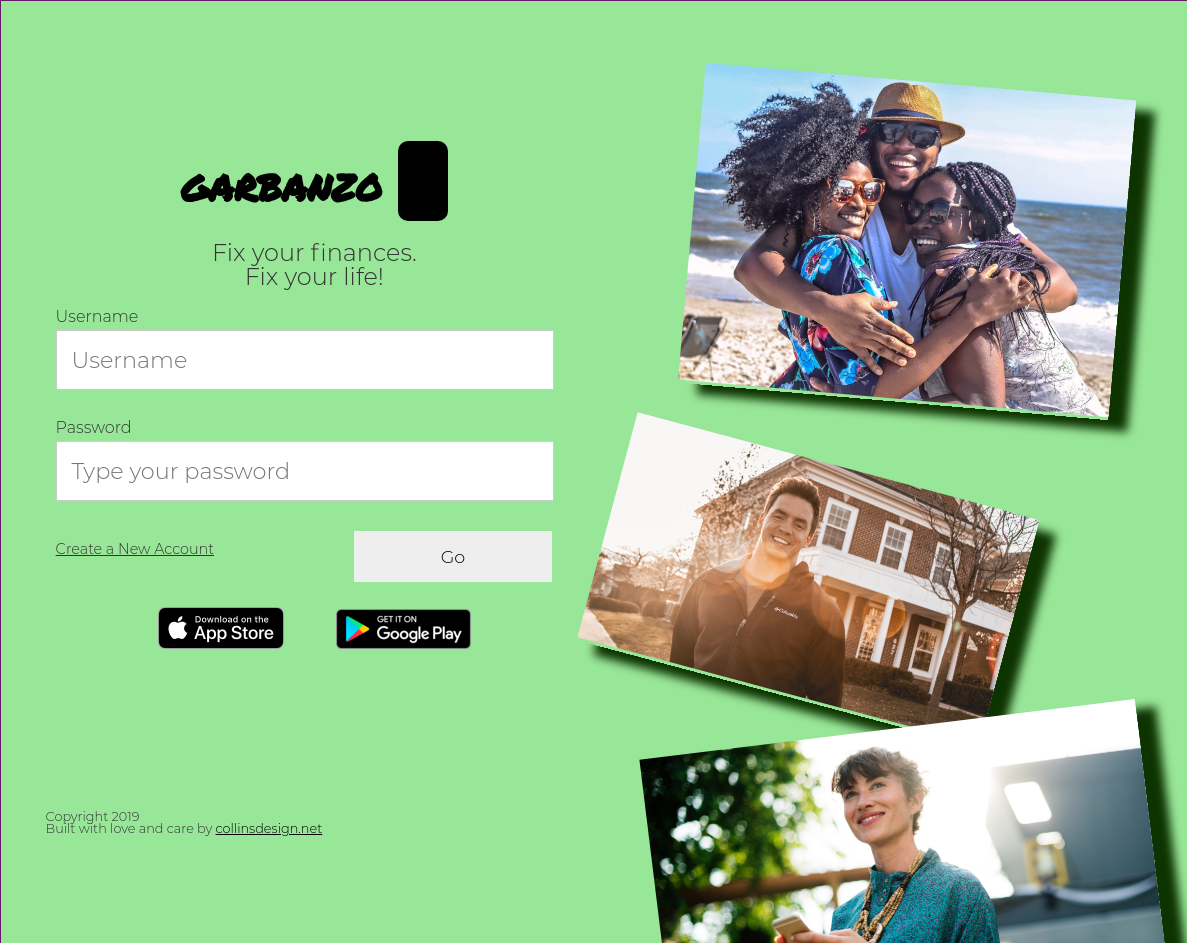 GARBANZO
Fix your finances.
Fix your life!
Username
Username
Password
Type your password
Create a New Account
Go
Download on the
App Store
GET IT ON
Google Play
Copyright 2019
Built with love and care by collinsdesign.net
Columbia